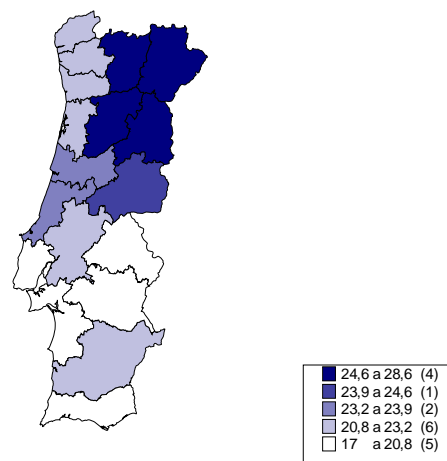 24,6 a 28,6 (4)
23,9 a 24,6 (1)
23,2 a 23,9 (2)
20,8 a 23,2 (6)
17 a 20,8 (5)